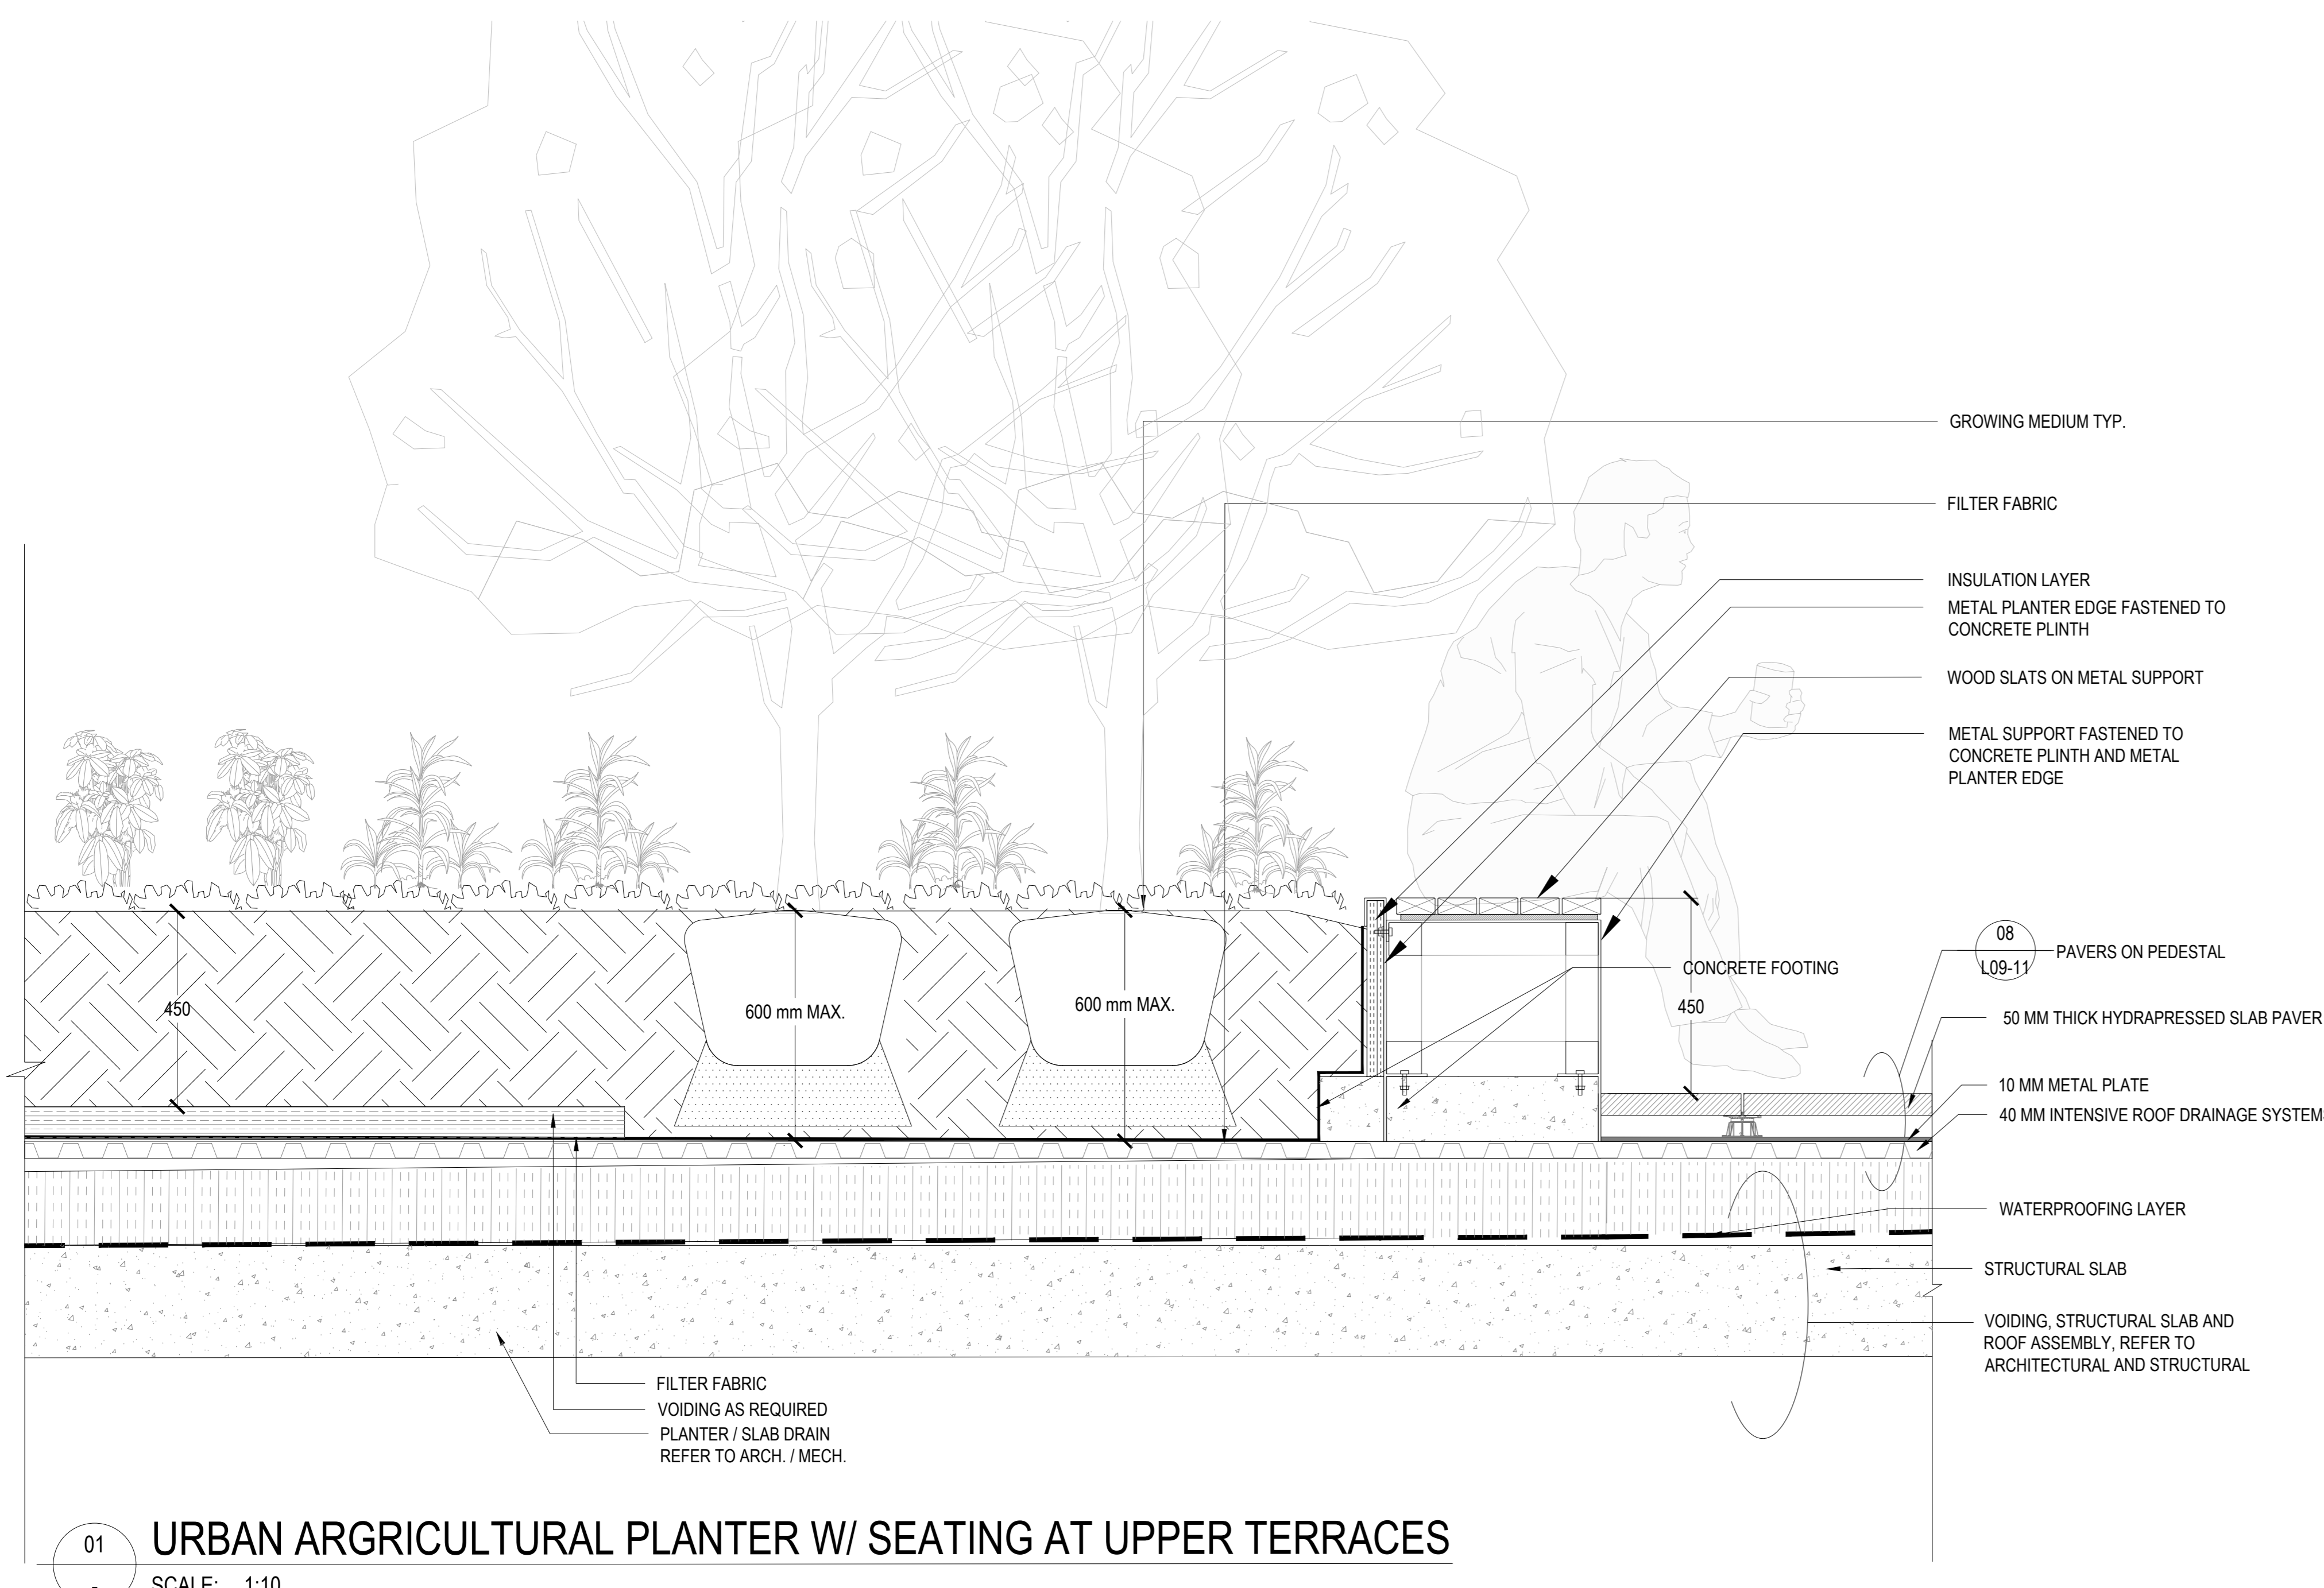 GROWING MEDIUM TYP.
FILTER FABRIC
INSULATION LAYER
METAL PLANTER EDGE FASTENED TO
CONCRETE PLINTH
WOOD SLATS ON METAL SUPPORT
METAL SUPPORT FASTENED TO
CONCRETE PLINTH AND METAL
PLANTER EDGE
08
L09-11
PAVERS ON PEDESTAL
CONCRETE FOOTING
450
600 mm MAX.
600 mm MAX.
450
50 MM THICK HYDRAPRESSED SLAB PAVER
10 MM METAL PLATE
40 MM INTENSIVE ROOF DRAINAGE SYSTEM
WATERPROOFING LAYER
STRUCTURAL SLAB
VOIDING, STRUCTURAL SLAB AND
ROOF ASSEMBLY, REFER TO
ARCHITECTURAL AND STRUCTURAL
FILTER FABRIC
VOIDING AS REQUIRED
PLANTER / SLAB DRAIN
REFER TO ARCH. / MECH.
01
-
URBAN ARGRICULTURAL PLANTER W/ SEATING AT UPPER TERRACES
SCALE: 1:10